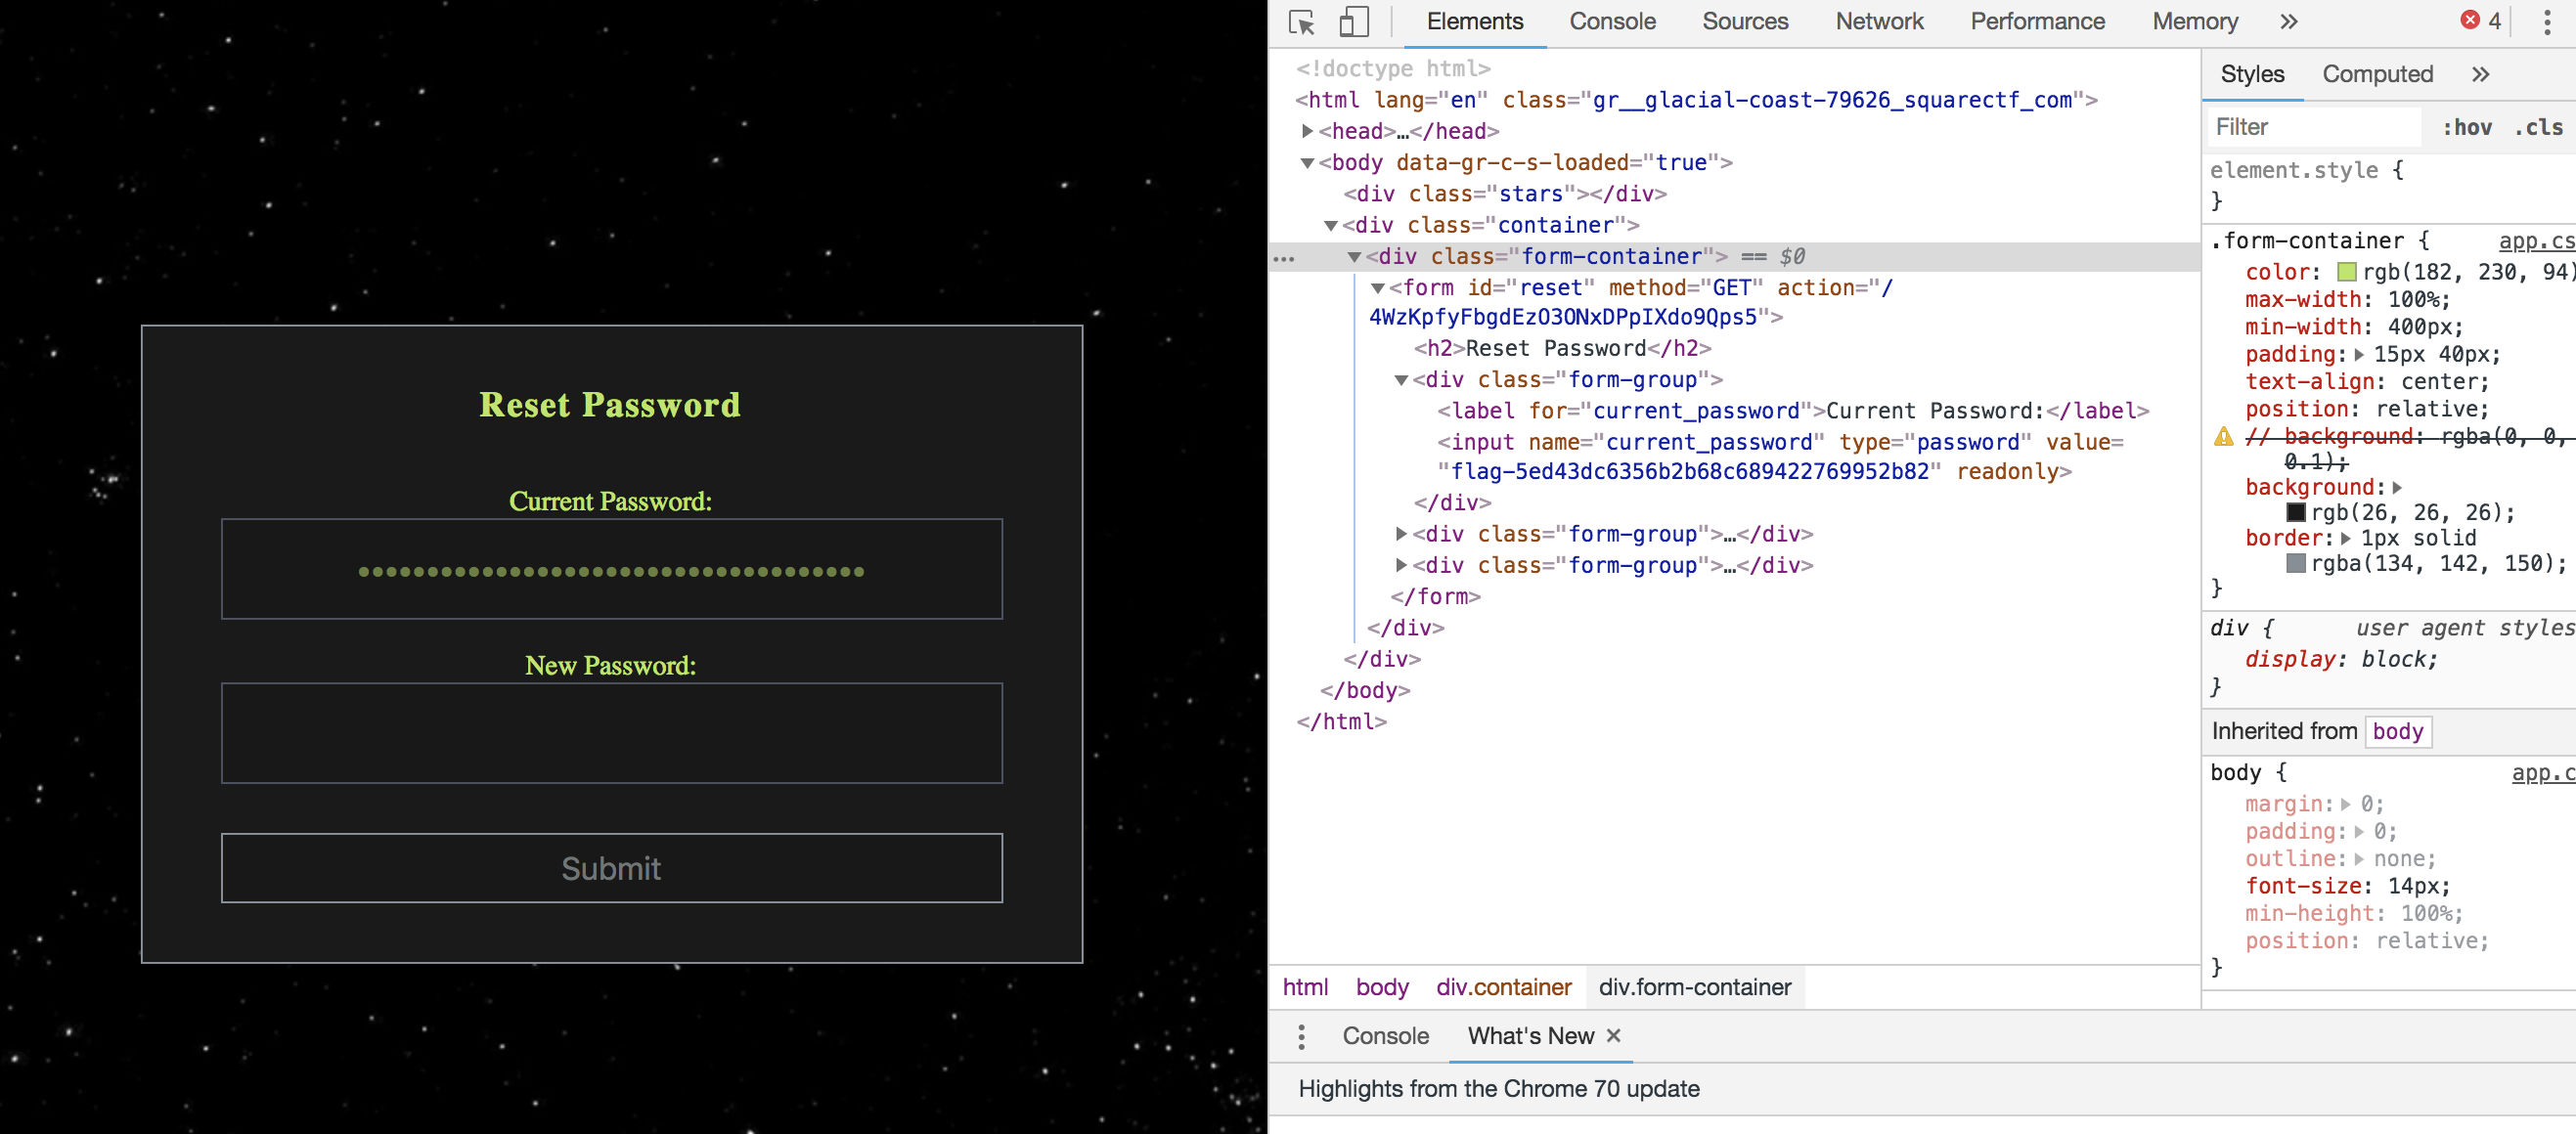 Reset Password
Current Password:
•••••••••••••••••••••••••••••••••••••
New Password:
Submit
Elements Console Sources Network Performance Memory » 4
<!doctype html>
<html lang="en" class="gr__glacial-coast-79626_squarectf_com">
<head>…</head>
<body data-gr-c-s-loaded="true">
<div class="stars"></div>
<div class="container">
… <div class="form-container"> == $0
<form id="reset" method="GET" action="/
4WzKpfyFbgdEzO3ONxDPpIXdo9Qps5">
<h2>Reset Password</h2>
<div class="form-group">
<label for="current_password">Current Password:</label>
<input name="current_password" type="password" value=
"flag-5ed43dc6356b2b68c689422769952b82" readonly>
</div>
<div class="form-group">…</div>
<div class="form-group">…</div>
</form>
</div>
</div>
</body>
</html>
html body div.container div.form-container
Styles Computed »
Filter :hov .cls
element.style {
}
.form-container { app.cs
color: rgb(182, 230, 94)
max-width: 100%;
min-width: 400px;
padding: 15px 40px;
text-align: center;
position: relative;
// background: rgba(0, 0,
0.1);
background:
rgb(26, 26, 26);
border: 1px solid
rgba(134, 142, 150);
}
div { user agent styles
display: block;
}
Inherited from body
body { app.c
margin: 0;
padding: 0;
outline: none;
font-size: 14px;
min-height: 100%;
position: relative;
}
Console What's New ×
Highlights from the Chrome 70 update